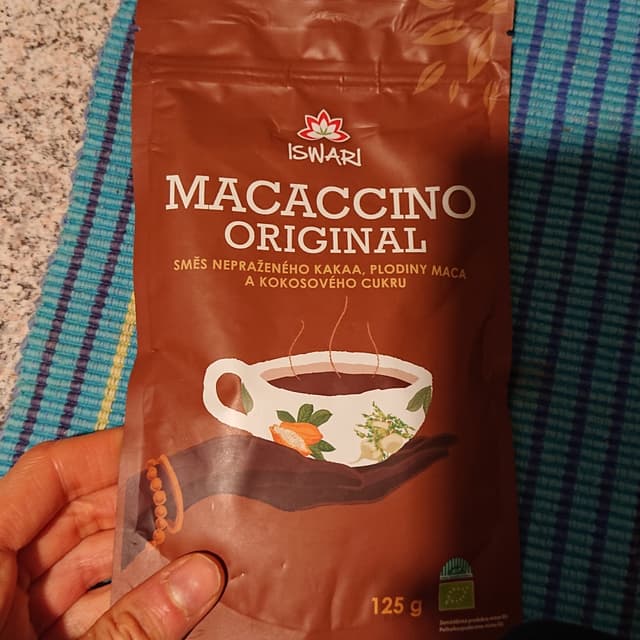 ISWARI
MACACCINO
ORIGINAL
SMĚS NEPRAŽENÉHO KAKAA, PLODINY MACA
A KOKOSOVÉHO CUKRU
125 g